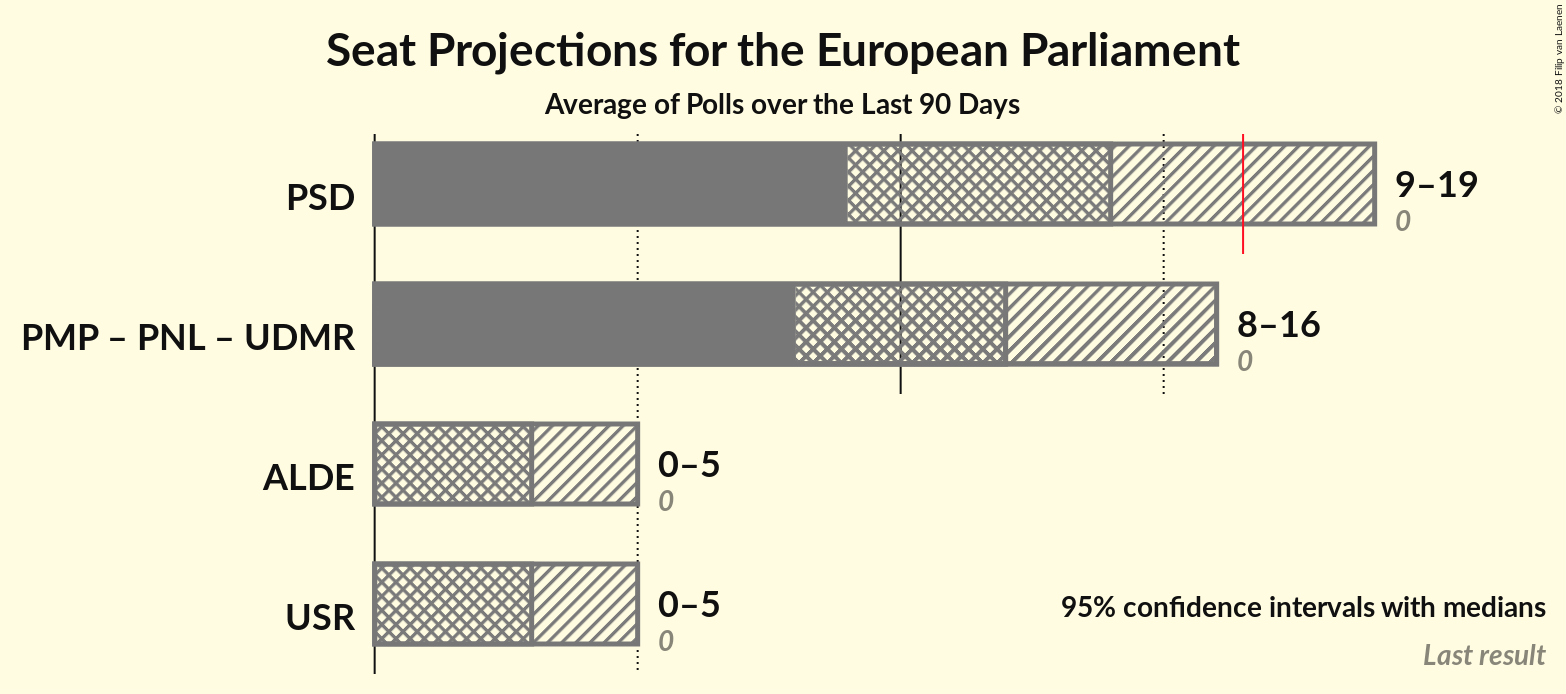 Seat Projections for the European Parliament
Average of Polls over the Last 90 Days
© 2018 Filip van Laenen
PSD
9–19
0
PMP – PNL – UDMR
8–16
0
ALDE
0–5
0
USR
0–5
0
95% confidence intervals with medians
Last result